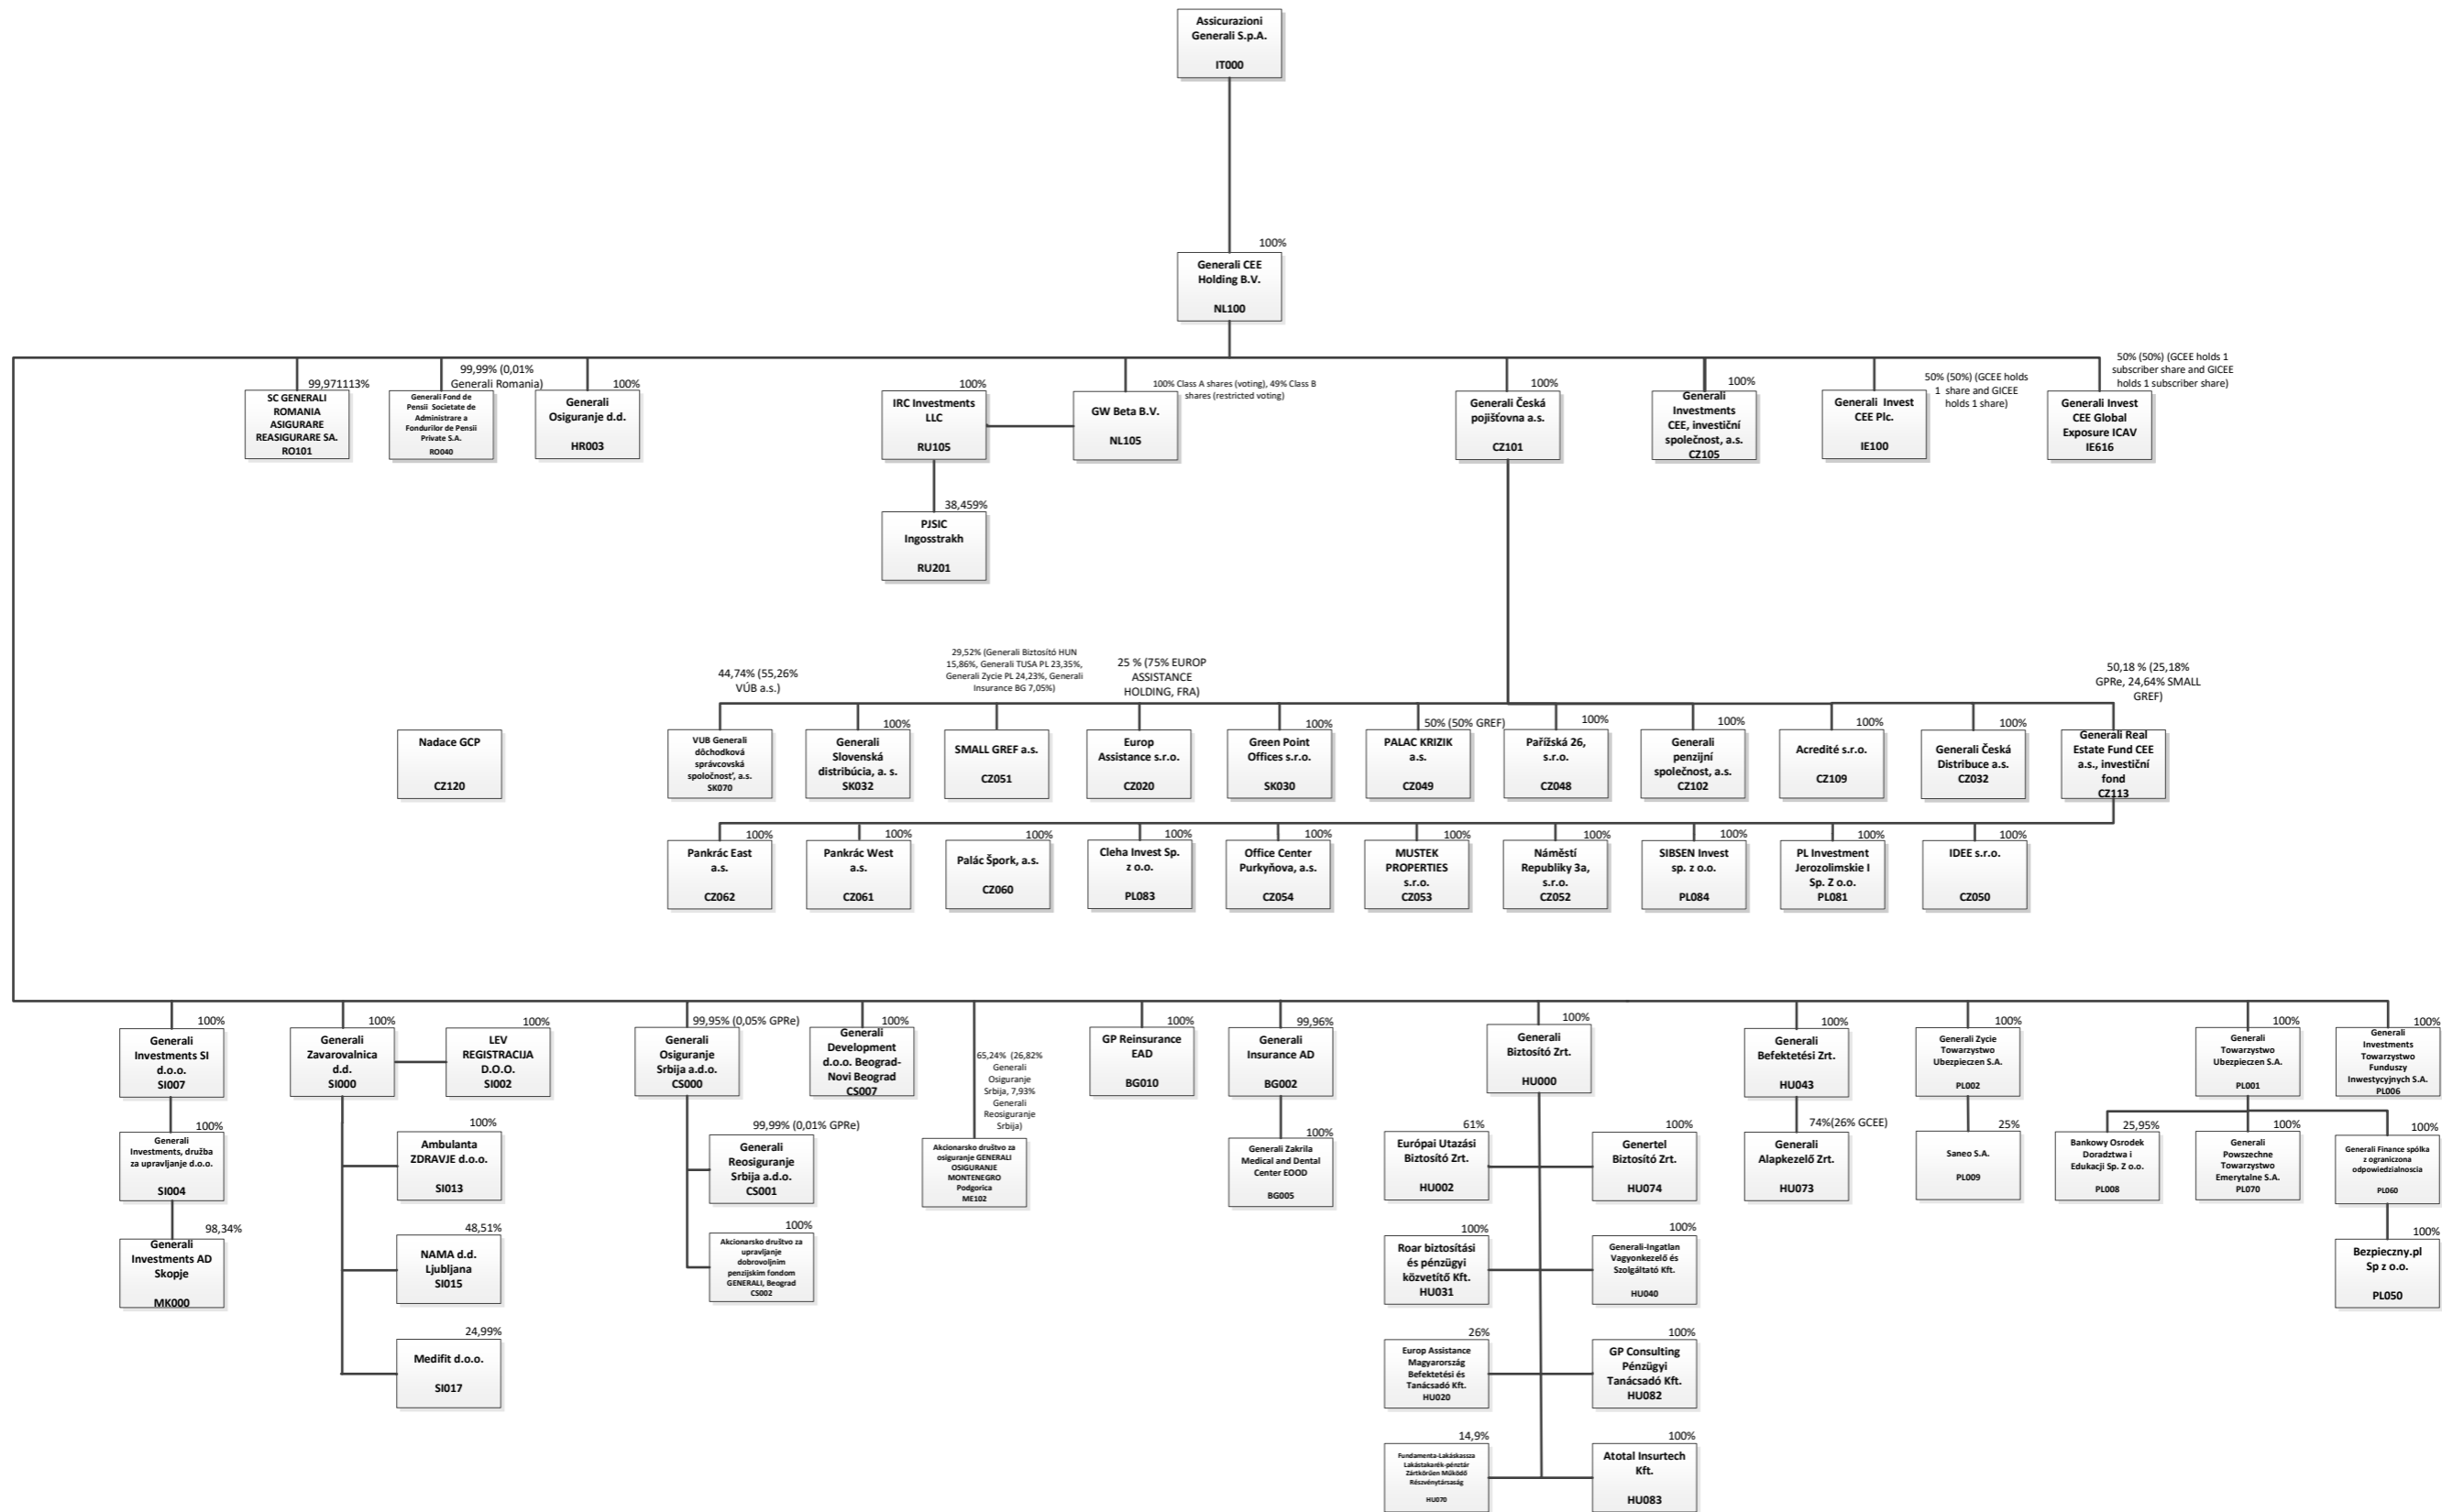 Assicurazioni
Generali S.p.A.
IT000
100%
Generali CEE
Holding B.V.
NL100
99,971113%
SC GENERALI
ROMANIA
ASIGURARE
REASIGURARE SA.
RO101
99,99% (0,01%
Generali Romania)
Generali Fond de
Pensii Societate de
Administrare a
Fondurilor de Pensii
Private S.A.
RO040
100%
Generali
Osiguranje d.d.
HR003
100%
IRC Investments
LLC
RU105
100% Class A shares (voting), 49% Class B
shares (restricted voting)
GW Beta B.V.
NL105
100%
Generali Česká
pojišťovna a.s.
CZ101
100%
Generali
Investments
CEE, investiční
společnost, a.s.
CZ105
50% (50%) (GCEE holds
1 share and GICEE
holds 1 share)
Generali Invest
CEE Plc.
IE100
50% (50%) (GCEE holds 1
subscriber share and GICEE
holds 1 subscriber share)
Generali Invest
CEE Global
Exposure ICAV
IE616
38,459%
PJSIC
Ingosstrakh
RU201
Nadace GCP
CZ120
44,74% (55,26%
VÚB a.s.)
VUB Generali
dôchodková
správcovská
spoločnosť, a.s.
SK070
100%
Generali
Slovenská
distribúcia, a. s.
SK032
29,52% (Generali Biztosító HUN
15,86%, Generali TUSA PL 23,35%,
Generali Zycie PL 24,23%, Generali
Insurance BG 7,05%)
SMALL GREF a.s.
CZ051
25 % (75% EUROP
ASSISTANCE
HOLDING, FRA)
Europ
Assistance s.r.o.
CZ020
100%
Green Point
Offices s.r.o.
SK030
50% (50% GREF)
PALAC KRIZIK
a.s.
CZ049
100%
Pařížská 26,
s.r.o.
CZ048
100%
Generali
penzijní
společnost, a.s.
CZ102
100%
Acredité s.r.o.
CZ109
100%
Generali Česká
Distribuce a.s.
CZ032
50,18 % (25,18%
GPRe, 24,64% SMALL
GREF)
Generali Real
Estate Fund CEE
a.s., investiční
fond
CZ113
100%
Pankrác East
a.s.
CZ062
100%
Pankrác West
a.s.
CZ061
100%
Palác Špork, a.s.
CZ060
100%
Cleha Invest Sp.
z o.o.
PL083
100%
Office Center
Purkyňova, a.s.
CZ054
100%
MUSTEK
PROPERTIES
s.r.o.
CZ053
100%
Náměstí
Republiky 3a,
s.r.o.
CZ052
100%
SIBSEN Invest
sp. z o.o.
PL084
100%
PL Investment
Jerozolimskie I
Sp. Z o.o.
PL081
100%
IDEE s.r.o.
CZ050
100%
Generali
Investments SI
d.o.o.
SI007
100%
Generali
Zavarovalnica
d.d.
SI000
100%
LEV
REGISTRACIJA
D.O.O.
SI002
99,95% (0,05% GPRe)
Generali
Osiguranje
Srbija a.d.o.
CS000
100%
Generali
Development
d.o.o. Beograd-
Novi Beograd
CS007
65,24% (26,82%
Generali
Osiguranje
Srbija, 7,93%
Generali
Reosiguranje
Srbija)
100%
GP Reinsurance
EAD
BG010
99,96%
Generali
Insurance AD
BG002
100%
Generali
Biztosító Zrt.
HU000
100%
Generali
Befektetési Zrt.
HU043
100%
Generali Zycie
Towarzystwo
Ubezpieczen S.A.
PL002
100%
Generali
Towarzystwo
Ubezpieczen S.A.
PL001
100%
Generali
Investments
Towarzystwo
Funduszy
Inwestycyjnych S.A.
PL006
100%
Generali
Investments, družba
za upravljanje d.o.o.
SI004
100%
Ambulanta
ZDRAVJE d.o.o.
SI013
99,99% (0,01% GPRe)
Generali
Reosiguranje
Srbija a.d.o.
CS001
Akcionarsko društvo za
osiguranje GENERALI
OSIGURANJE
MONTENEGRO
Podgorica
ME102
100%
Generali Zakrila
Medical and Dental
Center EOOD
BG005
61%
Európai Utazási
Biztosító Zrt.
HU002
100%
Genertel
Biztosító Zrt.
HU074
74%(26% GCEE)
Generali
Alapkezelő Zrt.
HU073
25%
Saneo S.A.
PL009
25,95%
Bankowy Osrodek
Doradztwa i
Edukacji Sp. Z o.o.
PL008
100%
Generali
Powszechne
Towarzystwo
Emerytalne S.A.
PL070
100%
Generali Finance spólka
z ograniczona
odpowiedzialnoscia
PL060
98,34%
Generali
Investments AD
Skopje
MK000
48,51%
NAMA d.d.
Ljubljana
SI015
100%
Akcionarsko društvo za
upravljanje
dobrovoljnim
penzijskim fondom
GENERALI, Beograd
CS002
100%
Roar biztosítási
és pénzügyi
közvetítő Kft.
HU031
100%
Generali-Ingatlan
Vagyonkezelő és
Szolgáltató Kft.
HU040
100%
Bezpieczny.pl
Sp z o.o.
PL050
24,99%
Medifit d.o.o.
SI017
26%
Europ Assistance
Magyarország
Befektetési és
Tanácsadó Kft.
HU020
100%
GP Consulting
Pénzügyi
Tanácsadó Kft.
HU082
14,9%
Fundamenta-Lakáskassza
Lakástakarék-pénztár
Zártkörűen Működő
Részvénytársaság
HU070
100%
Atotal Insurtech
Kft.
HU083